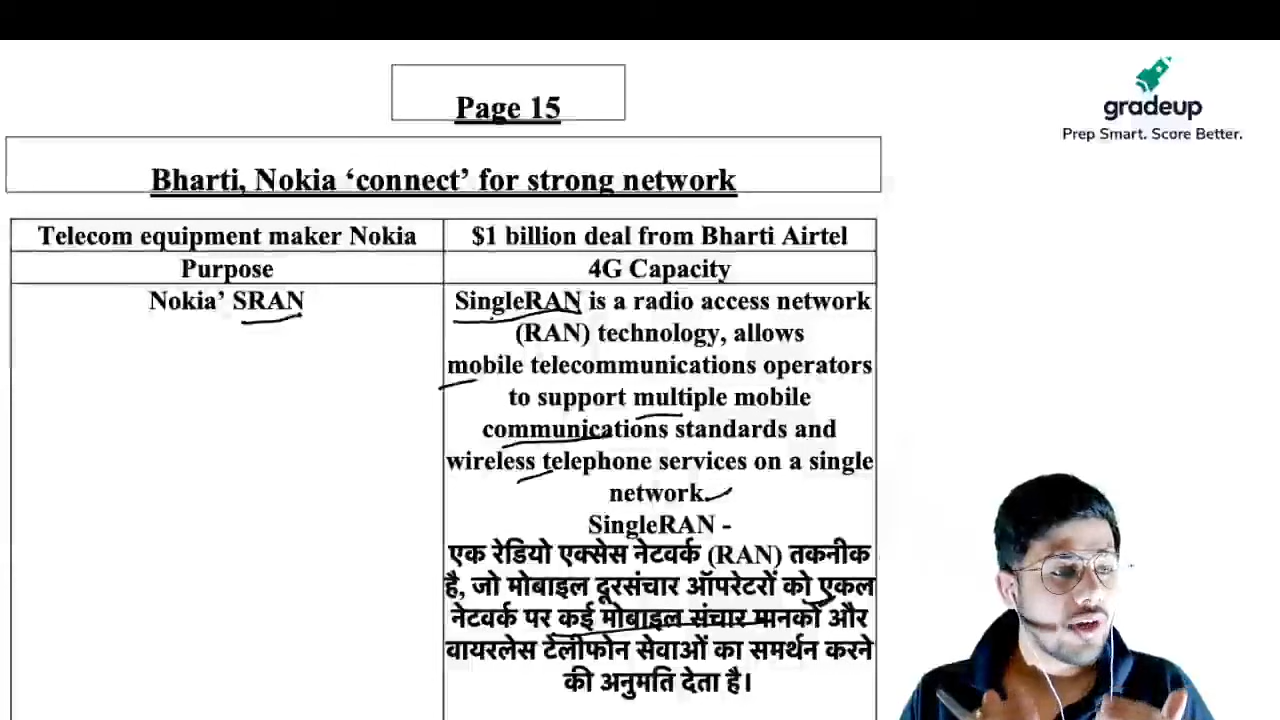 Page 15
gradeup
Prep Smart. Score Better.
Bharti, Nokia ‘connect’ for strong network
Telecom equipment maker Nokia
$1 billion deal from Bharti Airtel
Purpose
4G Capacity
Nokia’ SRAN
SingleRAN is a radio access network
(RAN) technology, allows
mobile telecommunications operators
to support multiple mobile
communications standards and
wireless telephone services on a single
network.
SingleRAN -
एक रेडियो एक्सेस नेटवर्क (RAN) तकनीक
है, जो मोबाइल दूरसंचार ऑपरेटरों को एकल
नेटवर्क पर कई मोबाइल संचार मानकों और
वायरलेस टेलीफोन सेवाओं का समर्थन करने
की अनुमति देता है।